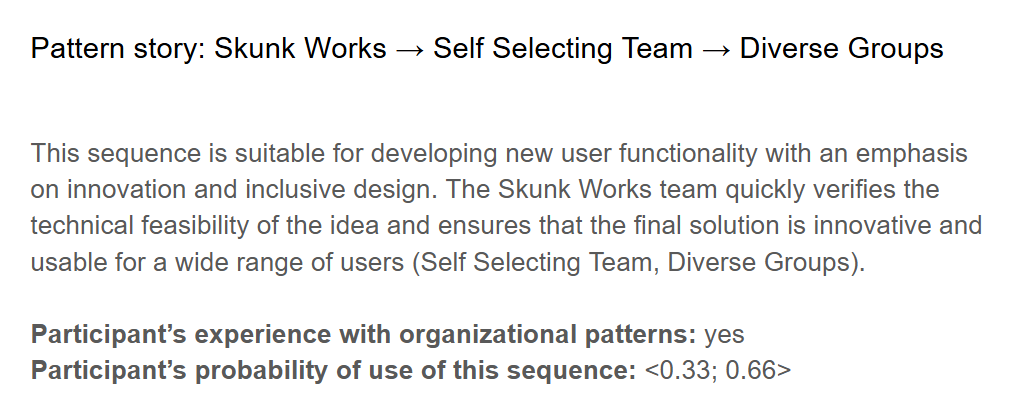 Pattern story: Skunk Works → Self Selecting Team → Diverse Groups
This sequence is suitable for developing new user functionality with an emphasis
on innovation and inclusive design. The Skunk Works team quickly verifies the
technical feasibility of the idea and ensures that the final solution is innovative and
usable for a wide range of users (Self Selecting Team, Diverse Groups).
Participant’s experience with organizational patterns: yes
Participant’s probability of use of this sequence: <0.33; 0.66>